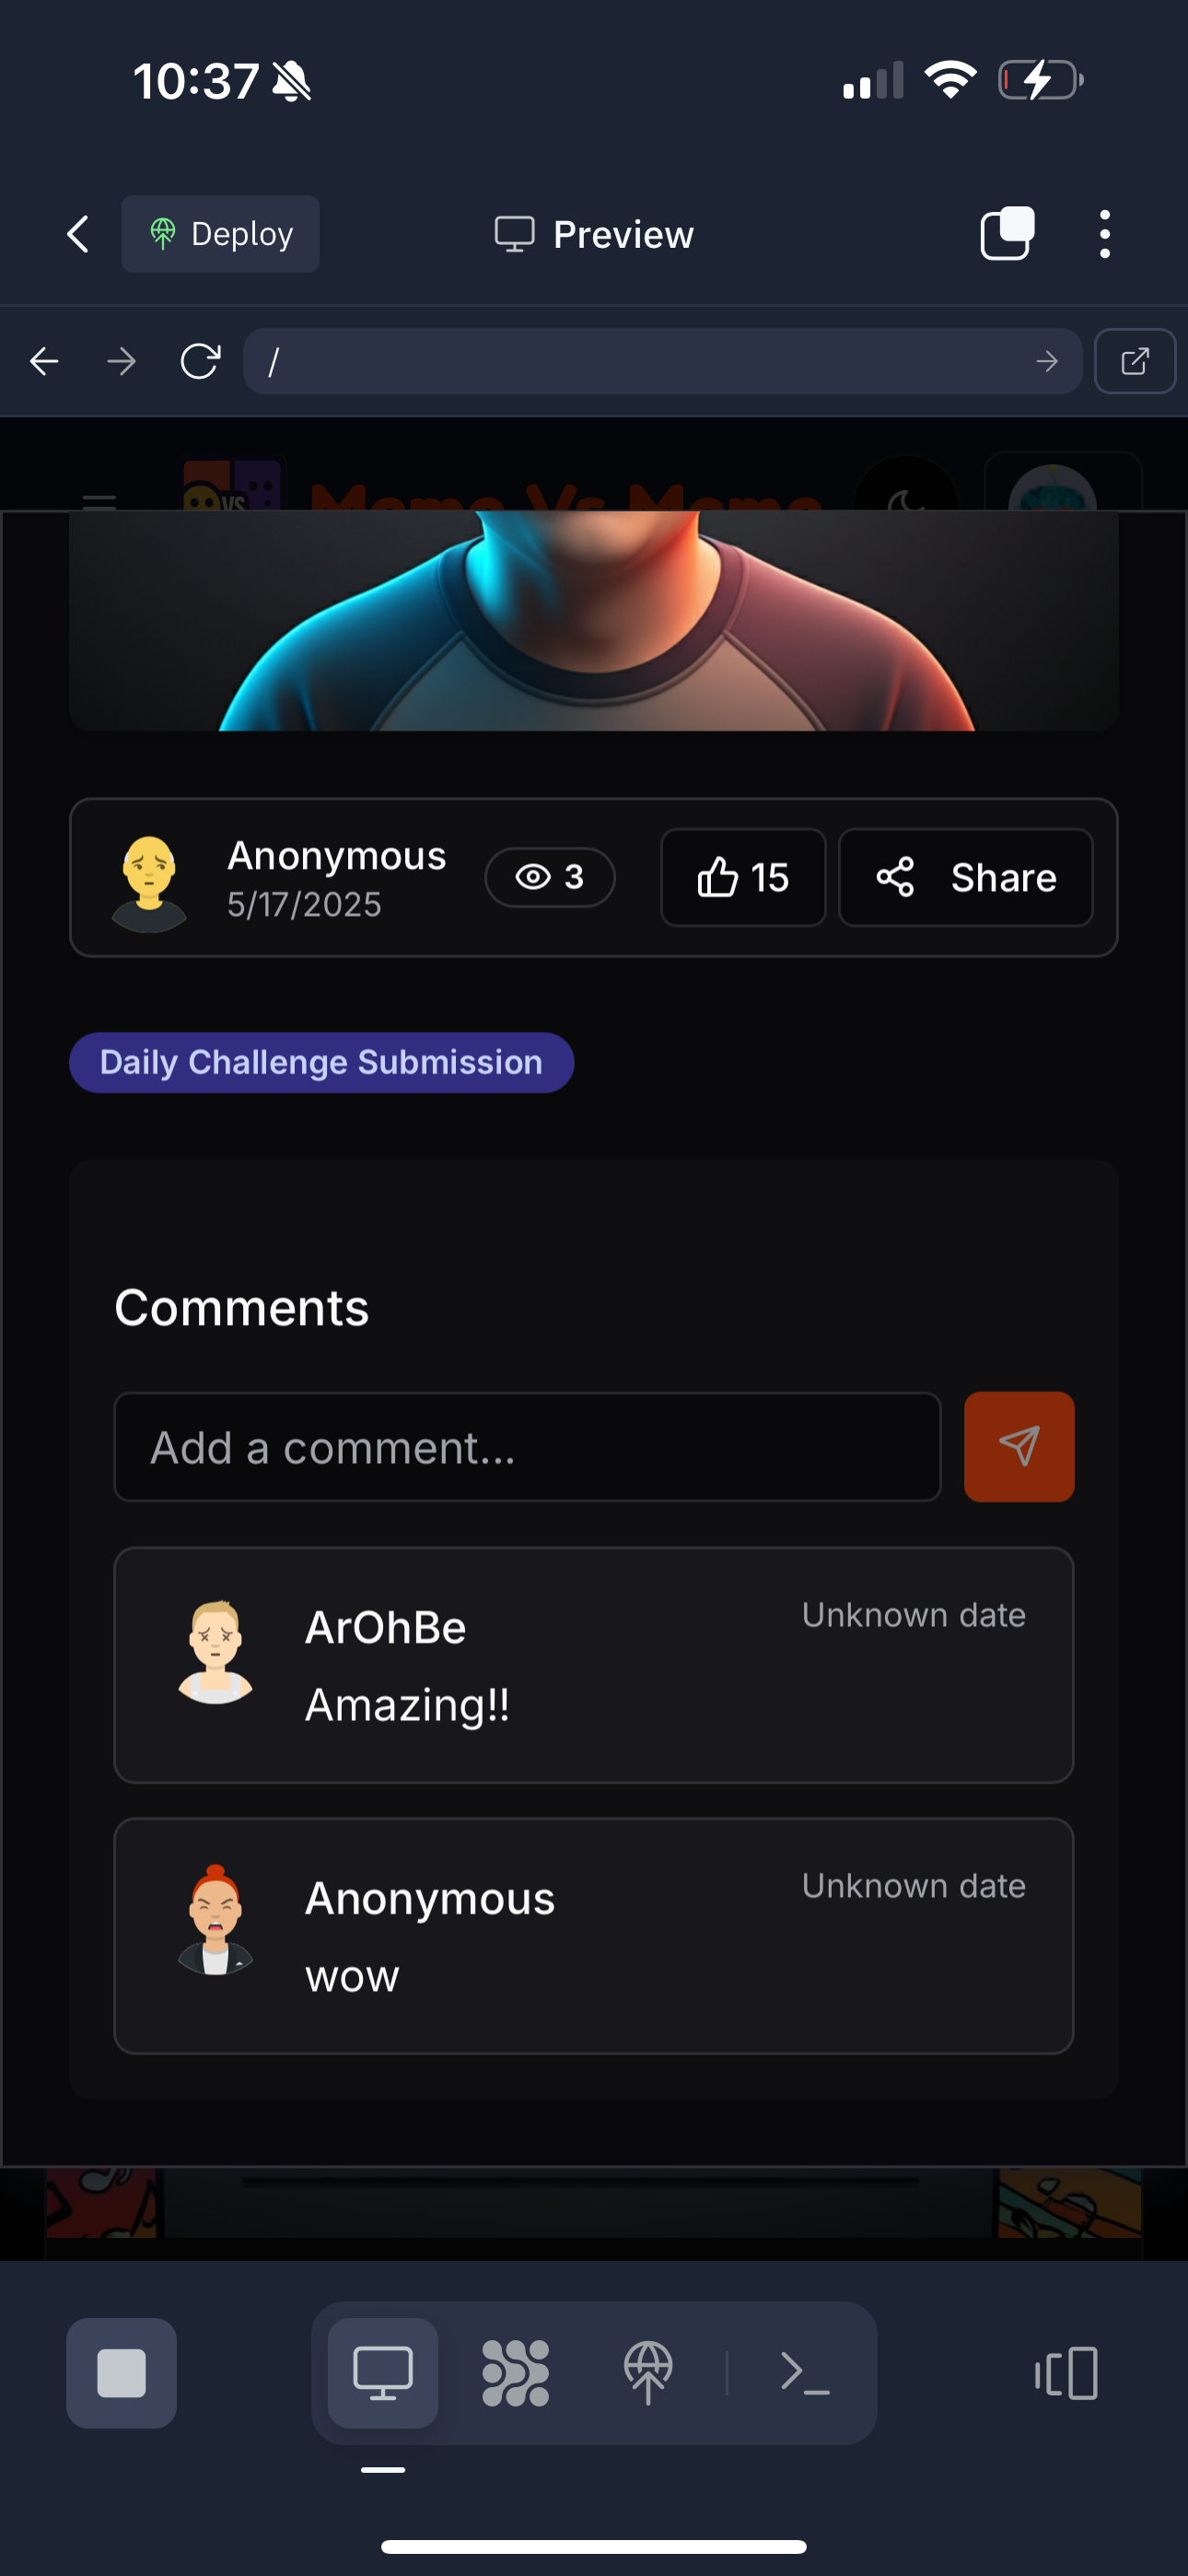 10:37
Deploy
Preview
/
VS
Meme Vs Meme
Anonymous
5/17/2025
3
15
Share
Daily Challenge Submission
Comments
Add a comment...
ArOhBe
Unknown date
Amazing!!
Anonymous
Unknown date
wow